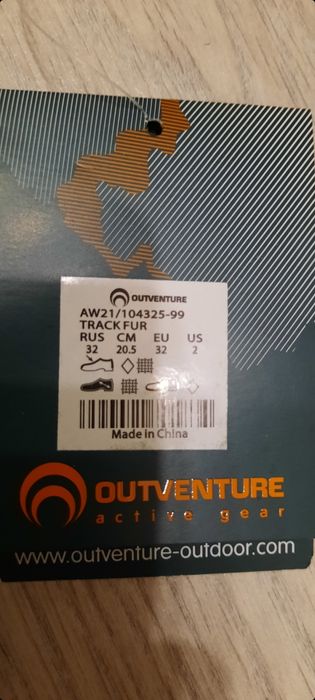 OUTVENTURE
AW21/104325-99
TRACK FUR
RUS CM EU US
32 20.5 32 2
Made in China
OUTVENTURE
active gear
www.outventure-outdoor.com